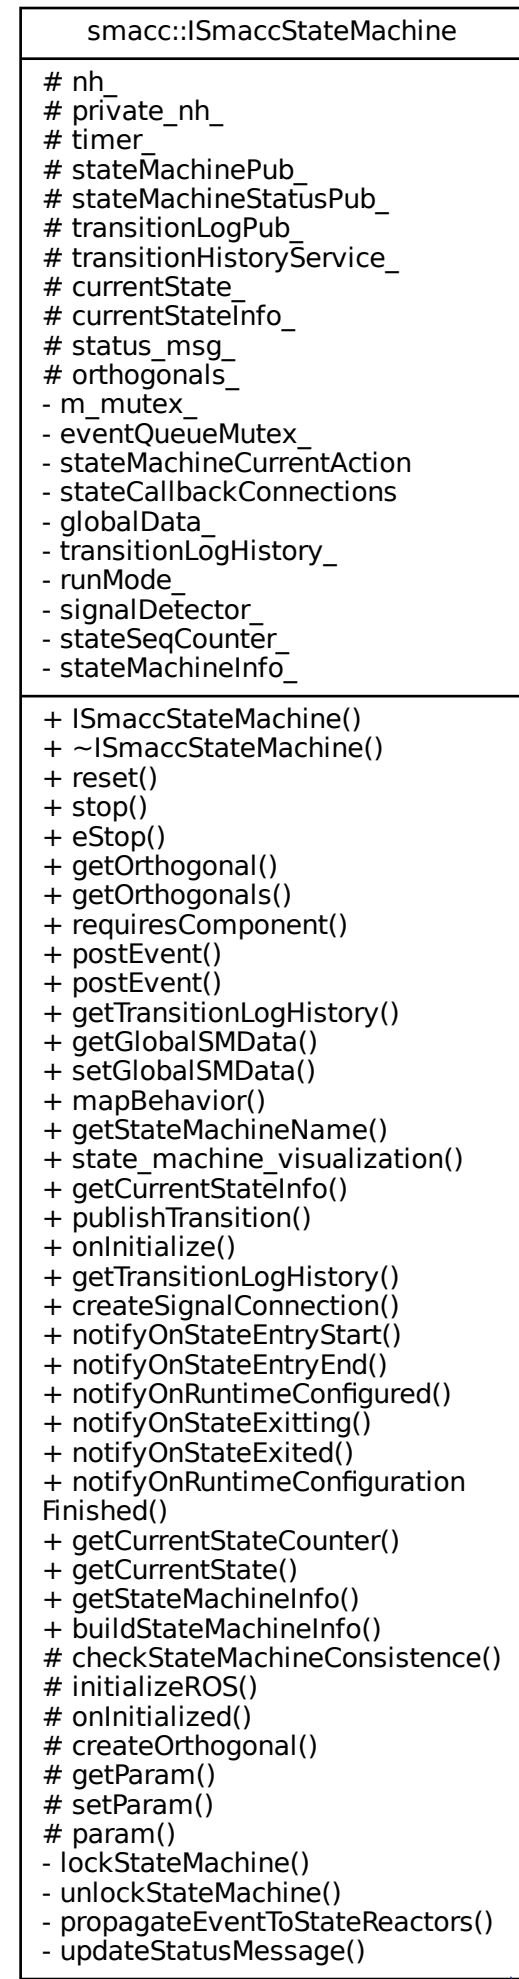 smacc::ISmaccStateMachine
# nh_
# private_nh_
# timer_
# stateMachinePub_
# stateMachineStatusPub_
# transitionLogPub_
# transitionHistoryService_
# currentState_
# currentStateInfo_
# status_msg_
# orthogonals_
- m_mutex_
- eventQueueMutex_
- stateMachineCurrentAction
- stateCallbackConnections
- globalData_
- transitionLogHistory_
- runMode_
- signalDetector_
- stateSeqCounter_
- stateMachineInfo_
+ ISmaccStateMachine()
+ ~ISmaccStateMachine()
+ reset()
+ stop()
+ eStop()
+ getOrthogonal()
+ getOrthogonals()
+ requiresComponent()
+ postEvent()
+ postEvent()
+ getTransitionLogHistory()
+ getGlobalSMData()
+ setGlobalSMData()
+ mapBehavior()
+ getStateMachineName()
+ state_machine_visualization()
+ getCurrentStateInfo()
+ publishTransition()
+ onInitialize()
+ getTransitionLogHistory()
+ createSignalConnection()
+ notifyOnStateEntryStart()
+ notifyOnStateEntryEnd()
+ notifyOnRuntimeConfigured()
+ notifyOnStateExitting()
+ notifyOnStateExited()
+ notifyOnRuntimeConfiguration
Finished()
+ getCurrentStateCounter()
+ getCurrentState()
+ getStateMachineInfo()
+ buildStateMachineInfo()
# checkStateMachineConsistence()
# initializeROS()
# onInitialized()
# createOrthogonal()
# getParam()
# setParam()
# param()
- lockStateMachine()
- unlockStateMachine()
- propagateEventToStateReactors()
- updateStatusMessage()